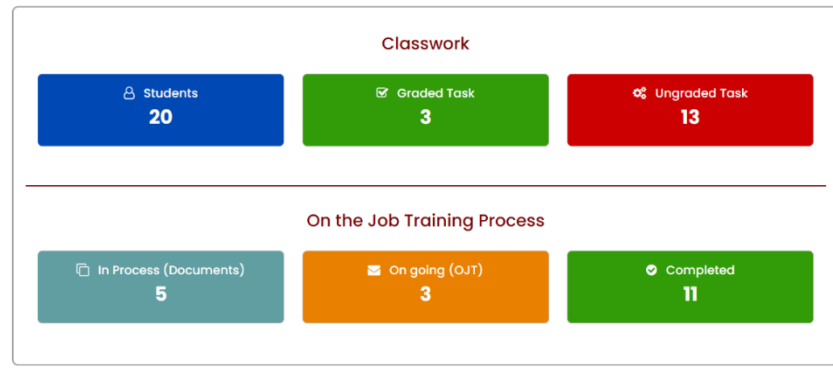 Classwork
Students
20
Graded Task
3
Ungraded Task
13
On the Job Training Process
In Process (Documents)
5
On going (OJT)
3
Completed
11